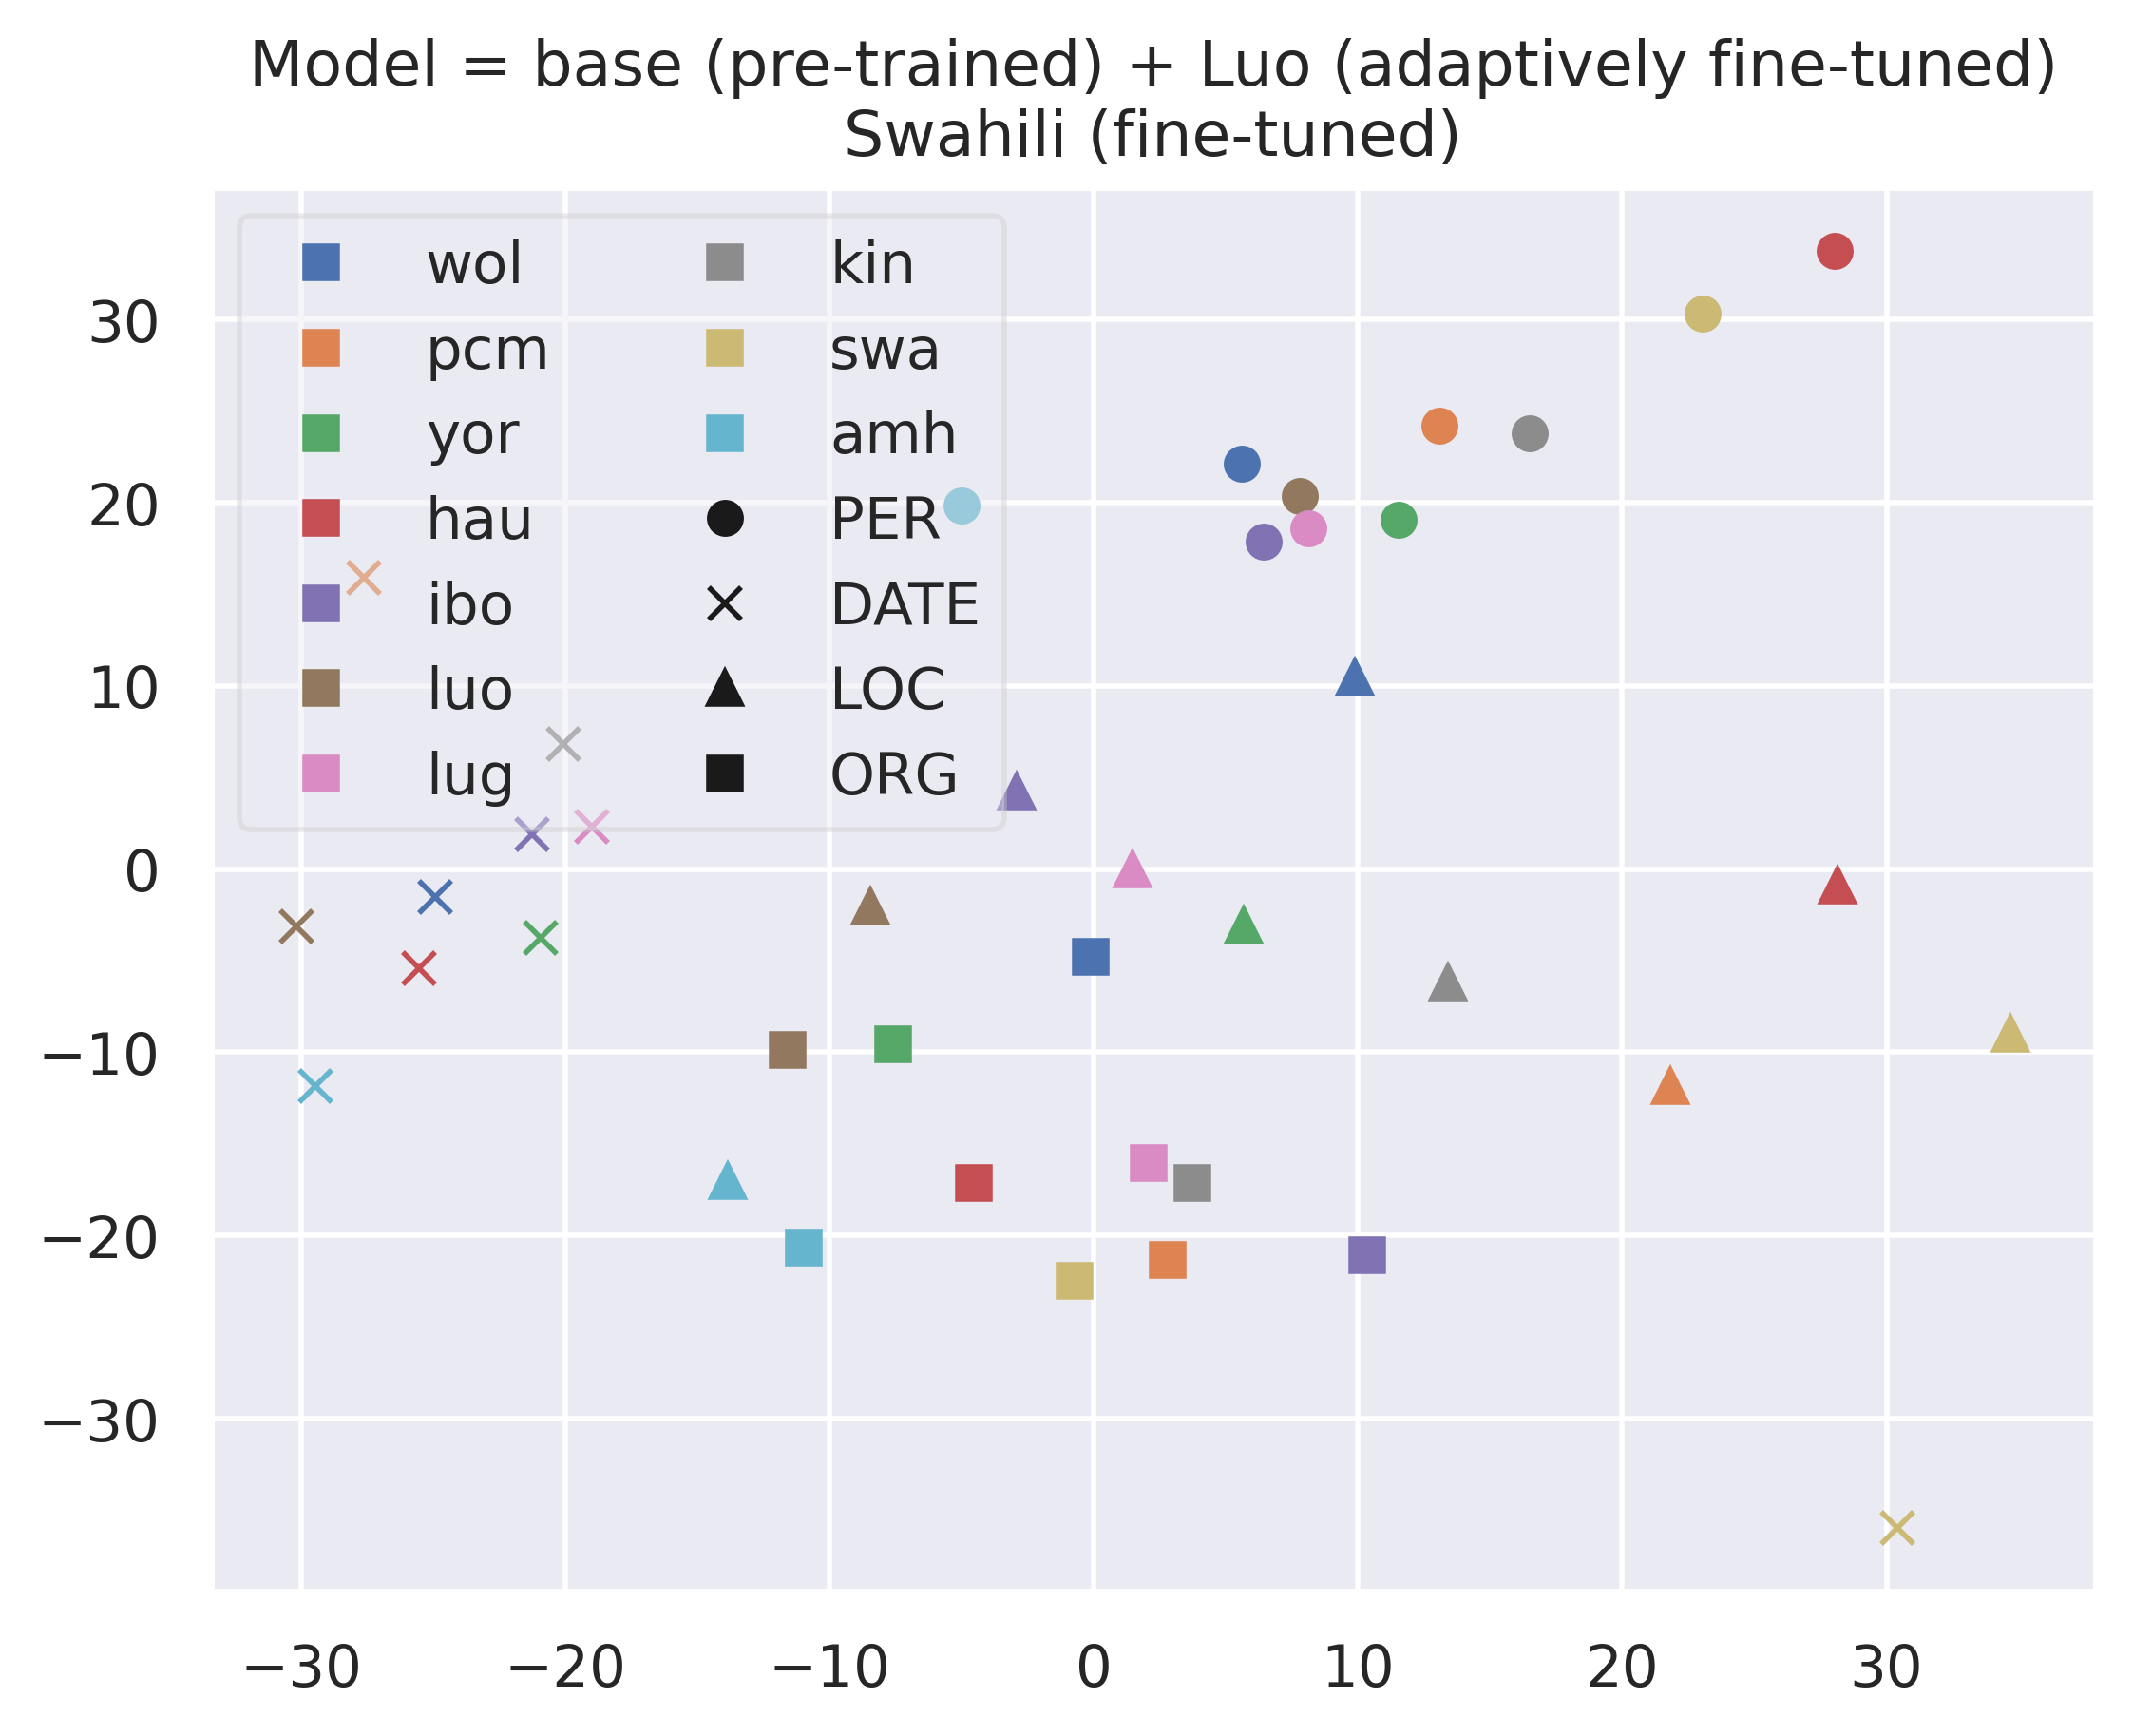 Model = base (pre-trained) + Luo (adaptively fine-tuned)
Swahili (fine-tuned)
wol
pcm
yor
hau
ibo
luo
lug
kin
swa
amh
PER
DATE
LOC
ORG
30
20
10
0
−10
−20
−30
−30 −20 −10 0 10 20 30